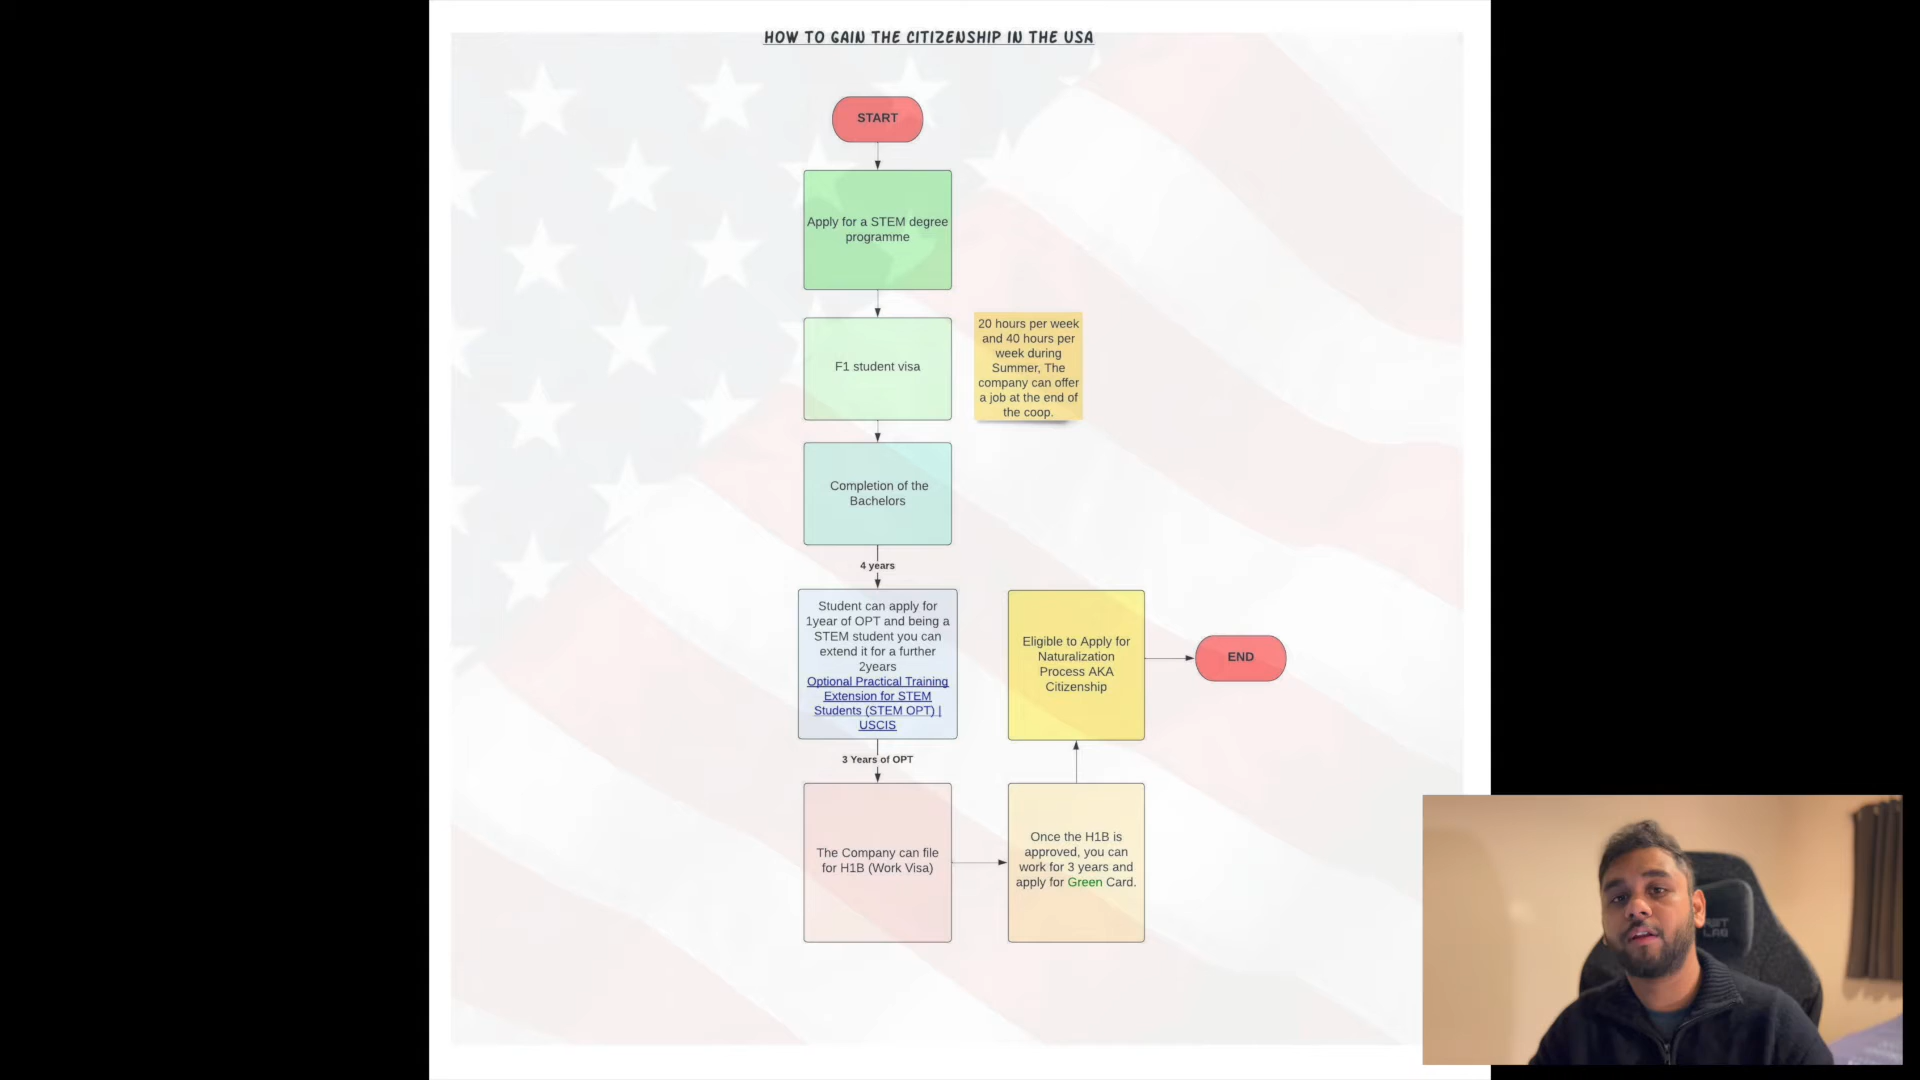 HOW TO GAIN THE CITIZENSHIP IN THE USA
START
Apply for a STEM degree
programme
F1 student visa
20 hours per week
and 40 hours per
week during
Summer, The
company can offer
a job at the end of
the coop.
Completion of the
Bachelors
4 years
Student can apply for
1year of OPT and being a
STEM student you can
extend it for a further
2years
Optional Practical Training
Extension for STEM
Students (STEM OPT) |
USCIS
3 Years of OPT
The Company can file
for H1B (Work Visa)
Once the H1B is
approved, you can
work for 3 years and
apply for Green Card.
Eligible to Apply for
Naturalization
Process AKA
Citizenship
END